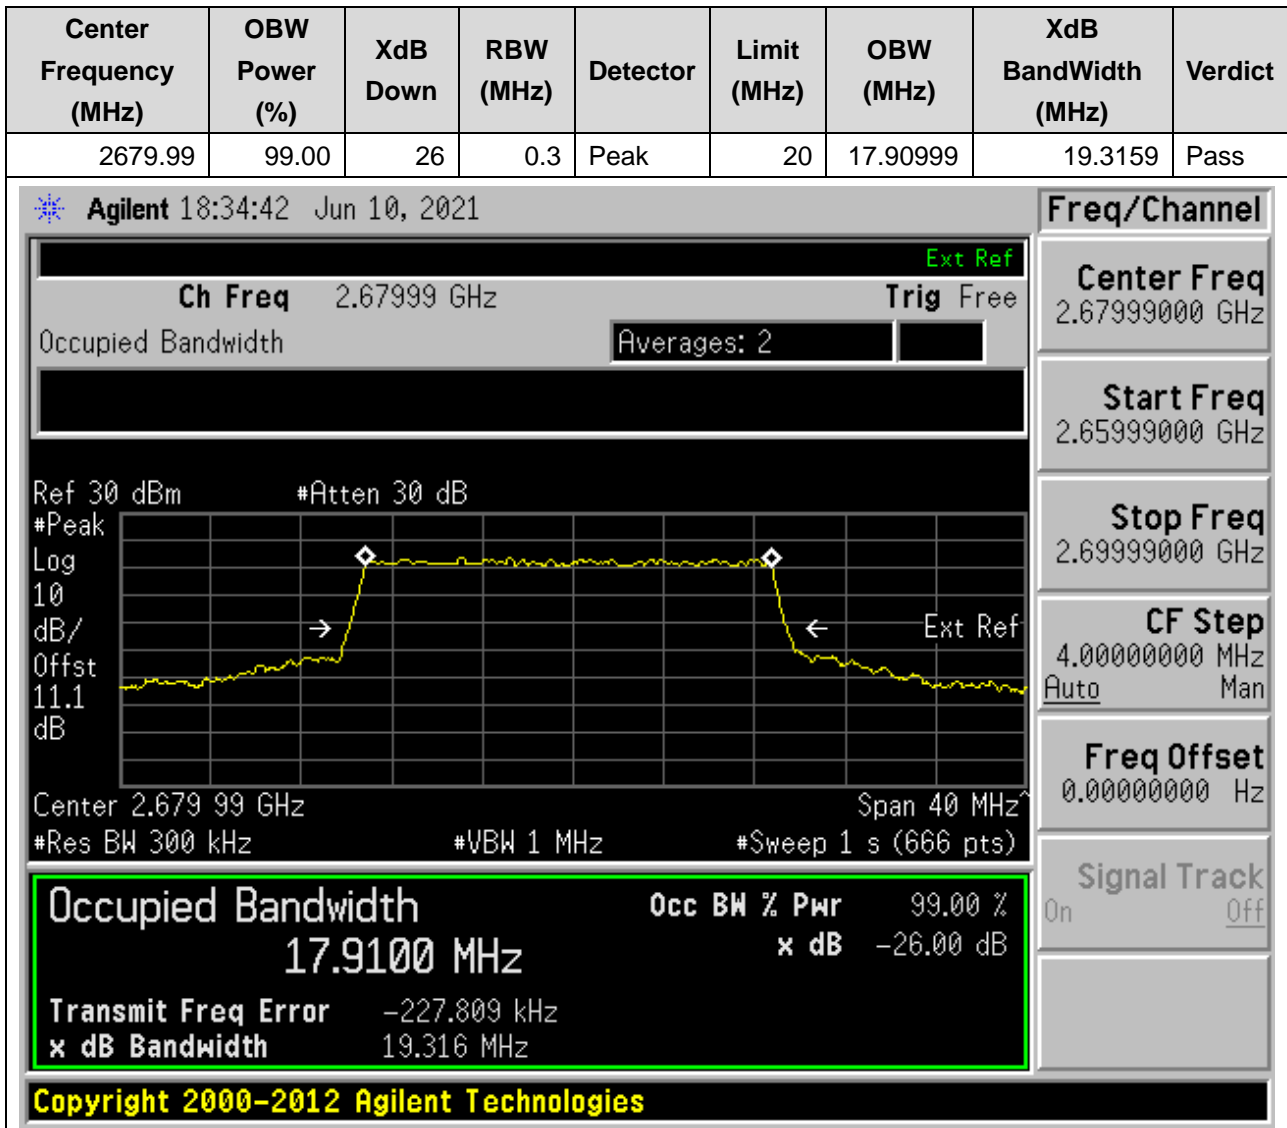 Center Frequency (MHz) OBW Power (%) XdB Down RBW (MHz) Detector Limit (MHz) OBW (MHz) XdB BandWidth (MHz) Verdict
2679.99 99.00 26 0.3 Peak 20 17.90999 19.3159 Pass
Agilent 18:34:42 Jun 10, 2021
Freq/Channel
Ext Ref
Ch Freq 2.67999 GHz Trig Free
Occupied Bandwidth Averages: 2
Center Freq
2.67999000 GHz
Start Freq
2.65999000 GHz
Stop Freq
2.69999000 GHz
CF Step
4.00000000 MHz
Auto Man
Freq Offset
0.00000000 Hz
Signal Track
On Off
Ref 30 dBm #Atten 30 dB
#Peak
Log
10
dB/
Offst
11.1
dB
Ext Ref
Center 2.679 99 GHz Span 40 MHz^
#Res BW 300 kHz #VBW 1 MHz #Sweep 1 s (666 pts)
Occupied Bandwidth Occ BW % Pwr 99.00 %
17.9100 MHz x dB -26.00 dB
Transmit Freq Error -227.809 kHz
x dB Bandwidth 19.316 MHz
Copyright 2000-2012 Agilent Technologies